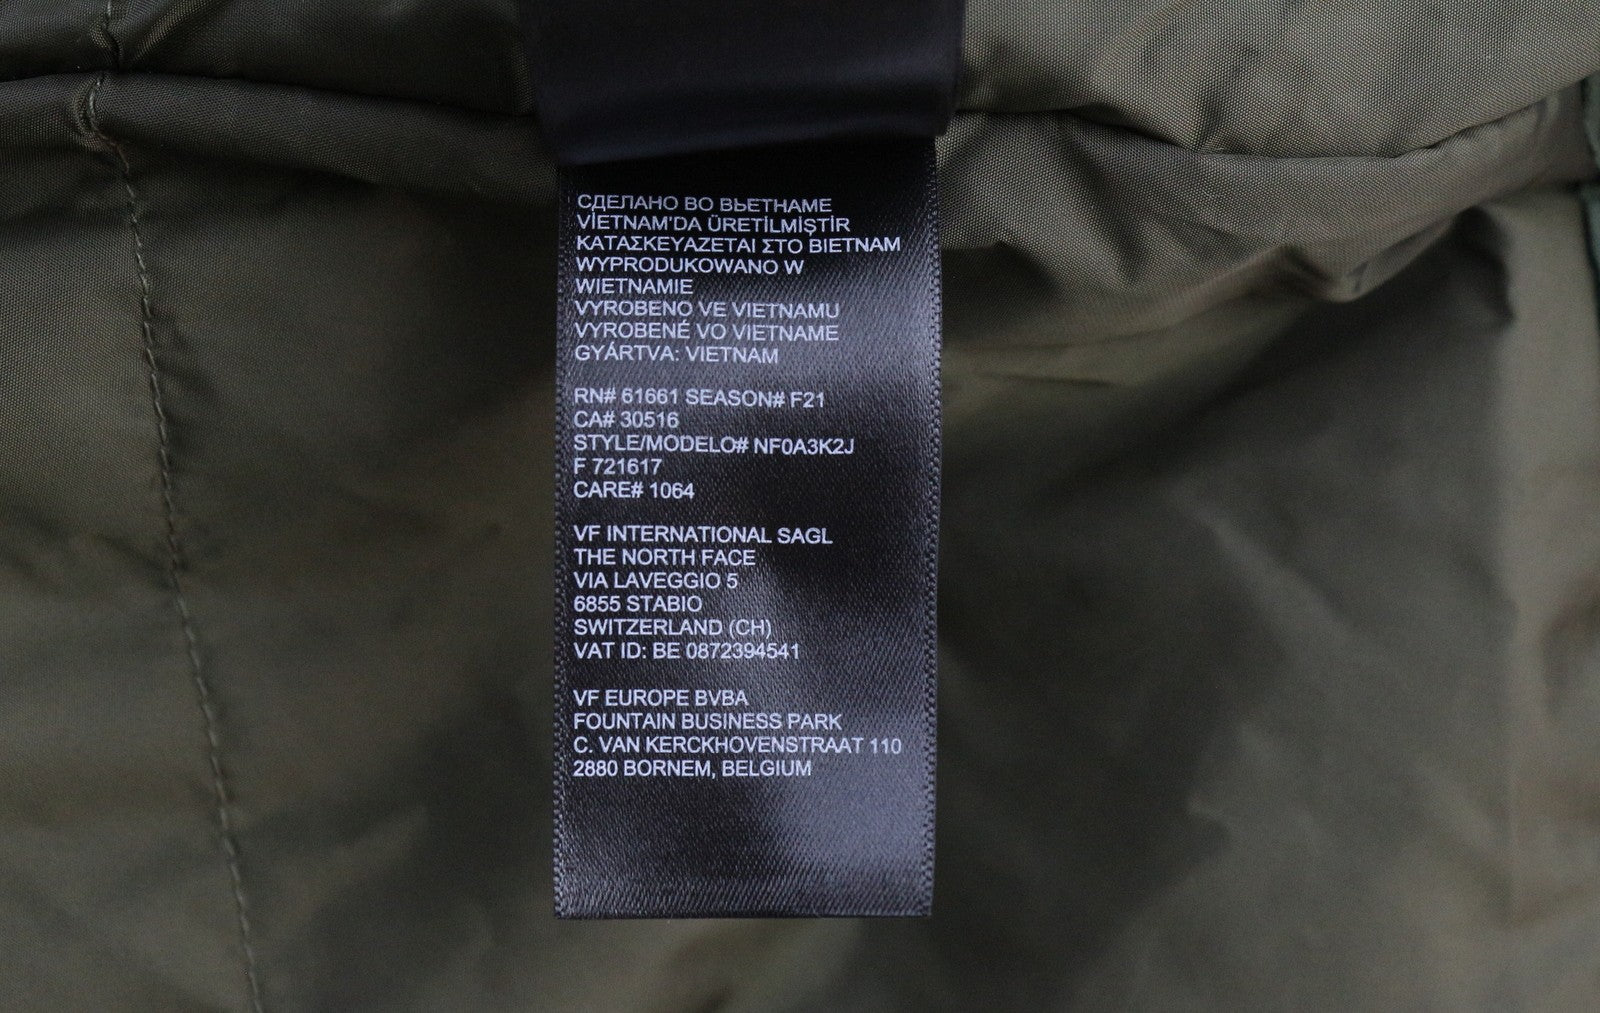 СДЕЛАНО ВО ВЬЕТНАМЕ
VİETNAM'DA ÜRETİLMİŞTİR
ΚΑΤΑΣΚΕΥΑΖΕΤΑΙ ΣΤΟ ΒΙΕΤΝΑΜ
WYPRODUKOWANO W
WIETNAMIE
VYROBENO VE VIETNAMU
VYROBENÉ VO VIETNAME
GYÁRTVA: VIETNAM
RN# 61661 SEASON# F21
CA# 30516
STYLE/MODELO# NF0A3K2J
F 721617
CARE# 1064
VF INTERNATIONAL SAGL
THE NORTH FACE
VIA LAVEGGIO 5
6855 STABIO
SWITZERLAND (CH)
VAT ID: BE 0872394541
VF EUROPE BVBA
FOUNTAIN BUSINESS PARK
C. VAN KERCKHOVENSTRAAT 110
2880 BORNEM, BELGIUM